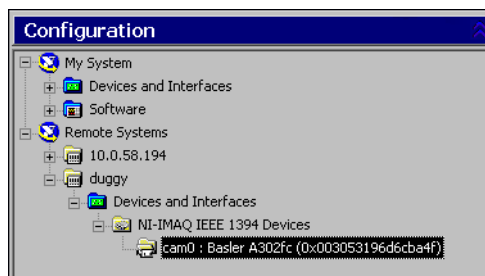 Configuration
My System
Devices and Interfaces
Software
Remote Systems
10.0.58.194
duggy
Devices and Interfaces
NI-IMAQ IEEE 1394 Devices
cam0 : Basler A302fc (0x003053196d6cba4f)